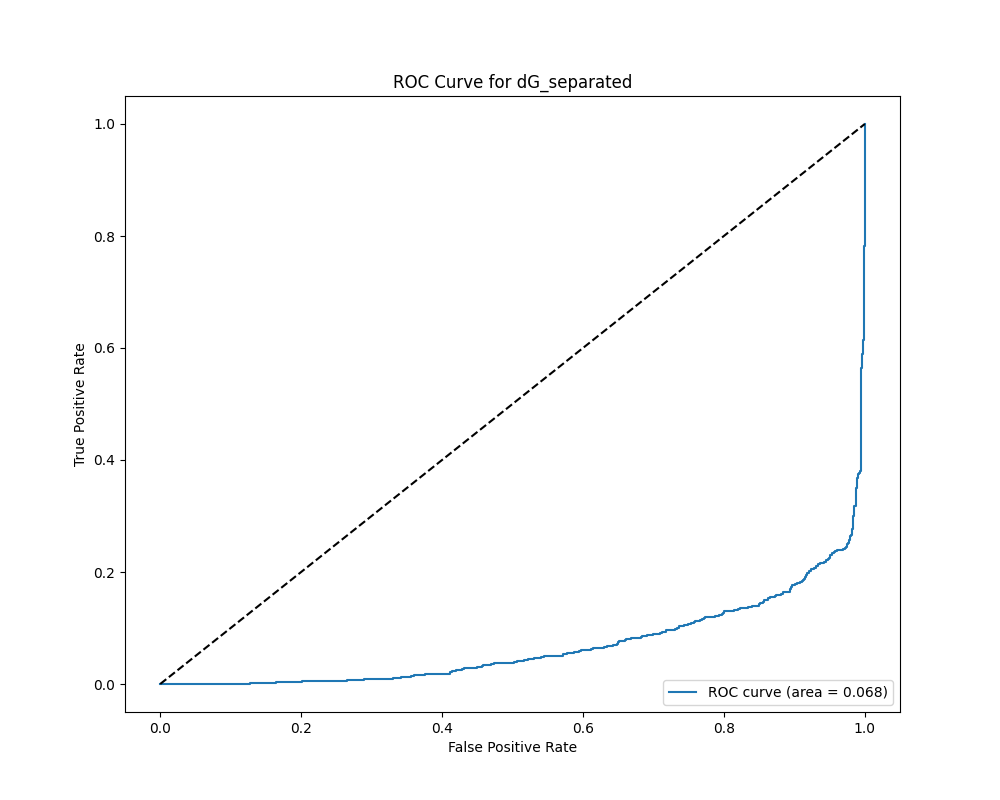 ROC Curve for dG_separated
True Positive Rate
1.0
0.8
0.6
0.4
0.2
0.0
ROC curve (area = 0.068)
0.0 0.2 0.4 0.6 0.8 1.0
False Positive Rate